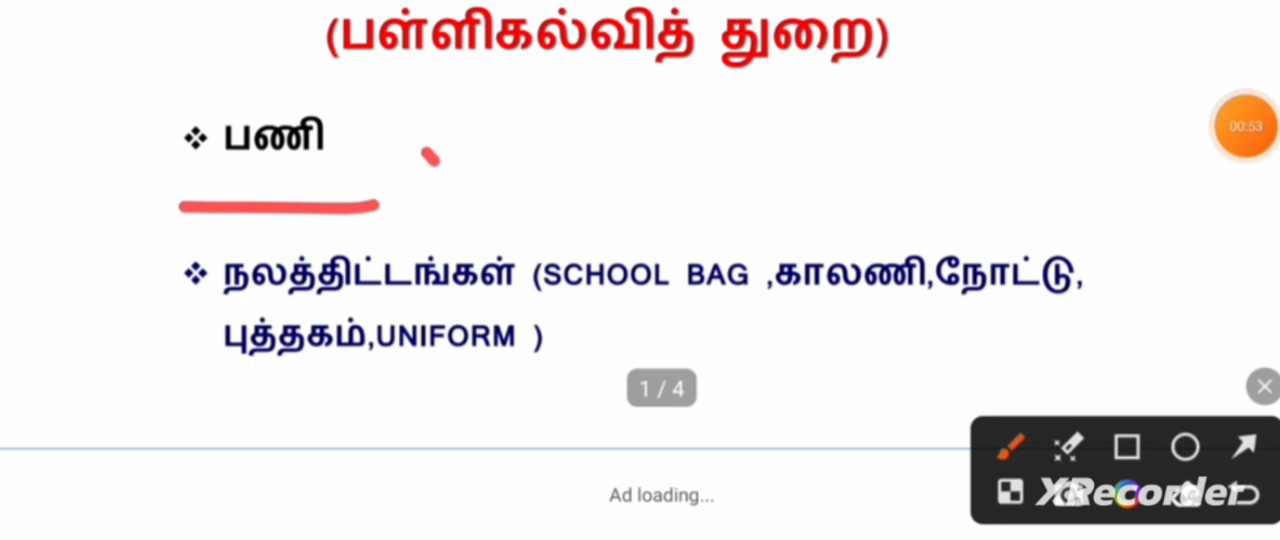 (பள்ளிகல்வித் துறை)
❖ பணி
00:53
❖ நலத்திட்டங்கள் (SCHOOL BAG ,காலணி,நோட்டு,
புத்தகம்,UNIFORM )
1 / 4
Ad loading...
XRecorder